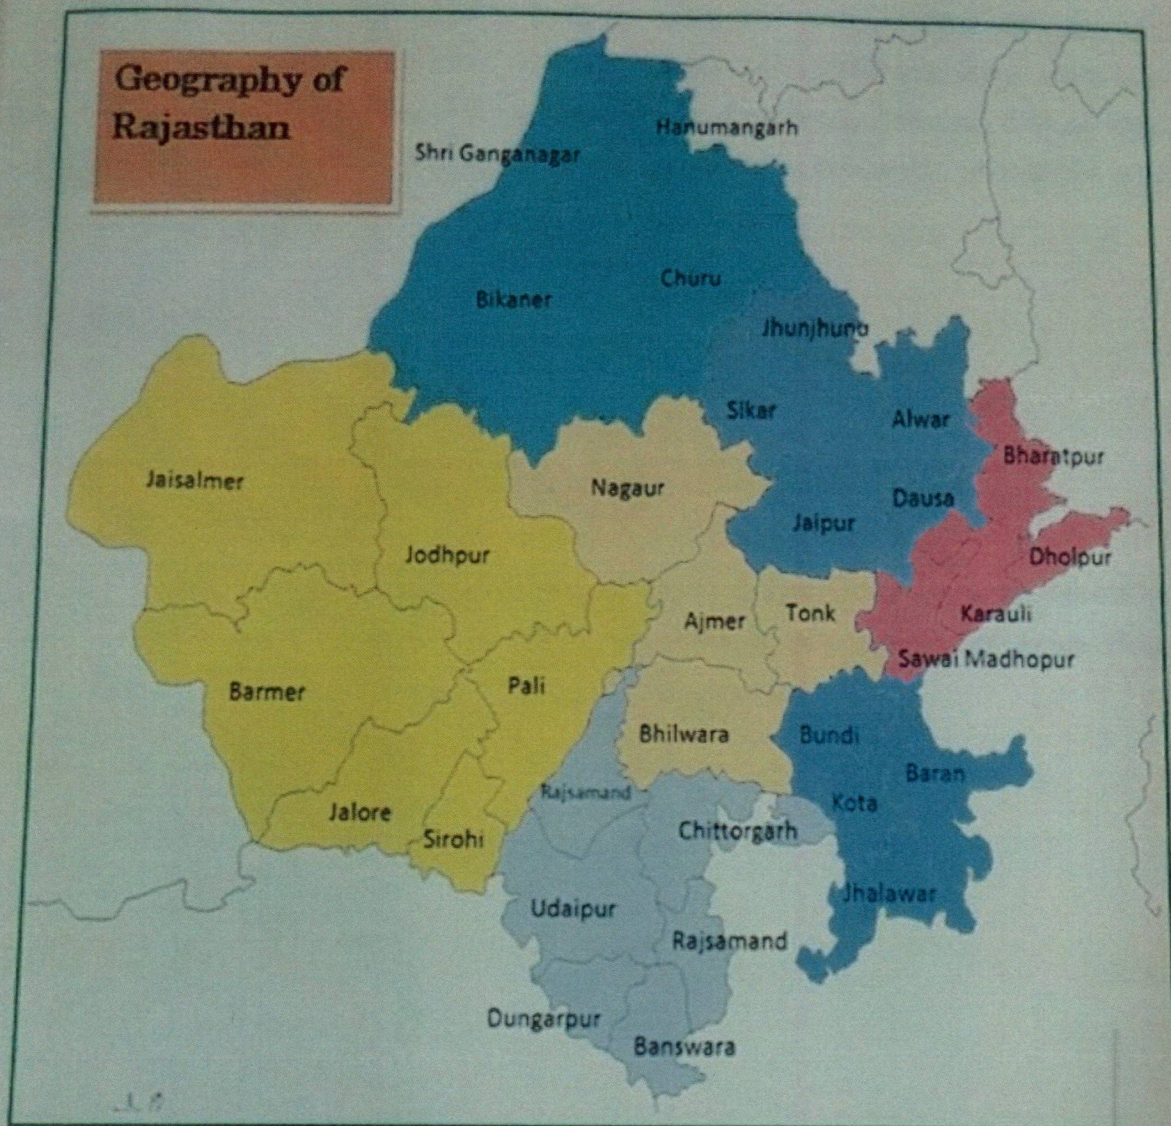 Geography of
Rajasthan
Hanumangarh
Shri Ganganagar
Churu
Bikaner
Jhunjhunu
Sikar
Alwar
Bharatpur
Jaisalmer
Nagaur
Dausa
Jaipur
Jodhpur
Dholpur
Ajmer
Tonk
Karauli
Sawai Madhopur
Pali
Barmer
Bhilwara
Bundi
Baran
Rajsamand
Kota
Jalore
Chittorgarh
Sirohi
Jhalawar
Udaipur
Rajsamand
Dungarpur
Banswara